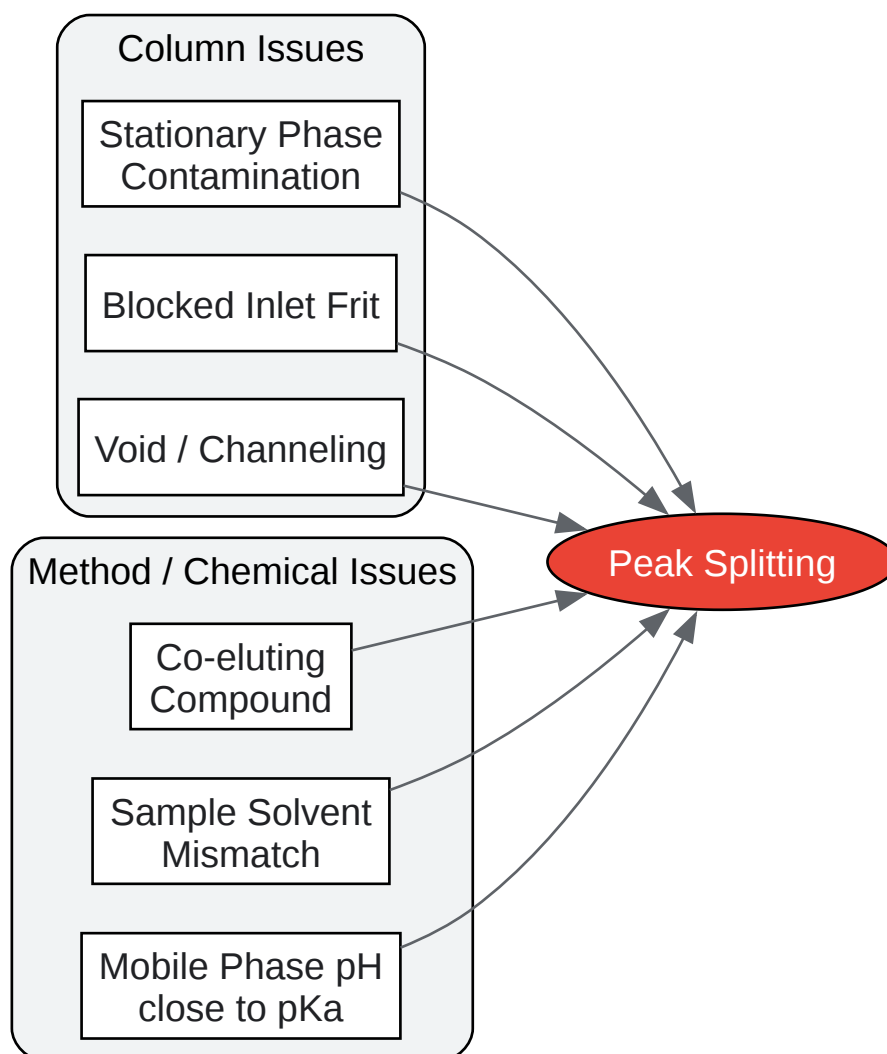 Column Issues
Stationary Phase
Contamination
Blocked Inlet Frit
Void / Channeling
Peak Splitting
Method / Chemical Issues
Co-eluting
Compound
Sample Solvent
Mismatch
Mobile Phase pH
close to pKa